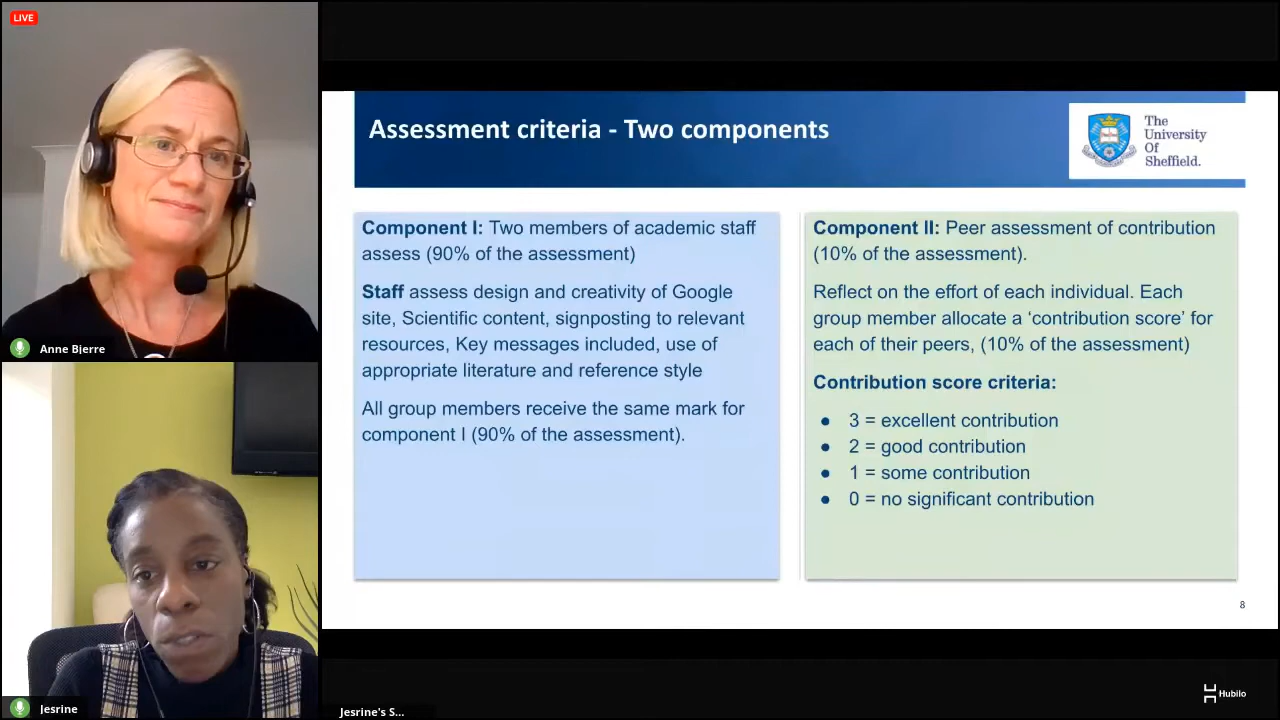 LIVE
Anne Bjerre
Jesrine
Assessment criteria - Two components
The
University
Of
Sheffield.
Component I: Two members of academic staff
assess (90% of the assessment)
Staff assess design and creativity of Google
site, Scientific content, signposting to relevant
resources, Key messages included, use of
appropriate literature and reference style
All group members receive the same mark for
component I (90% of the assessment).
Component II: Peer assessment of contribution
(10% of the assessment).
Reflect on the effort of each individual. Each
group member allocate a ‘contribution score’ for
each of their peers, (10% of the assessment)
Contribution score criteria:
● 3 = excellent contribution
● 2 = good contribution
● 1 = some contribution
● 0 = no significant contribution
8
Jesrine's S...
Hubilo